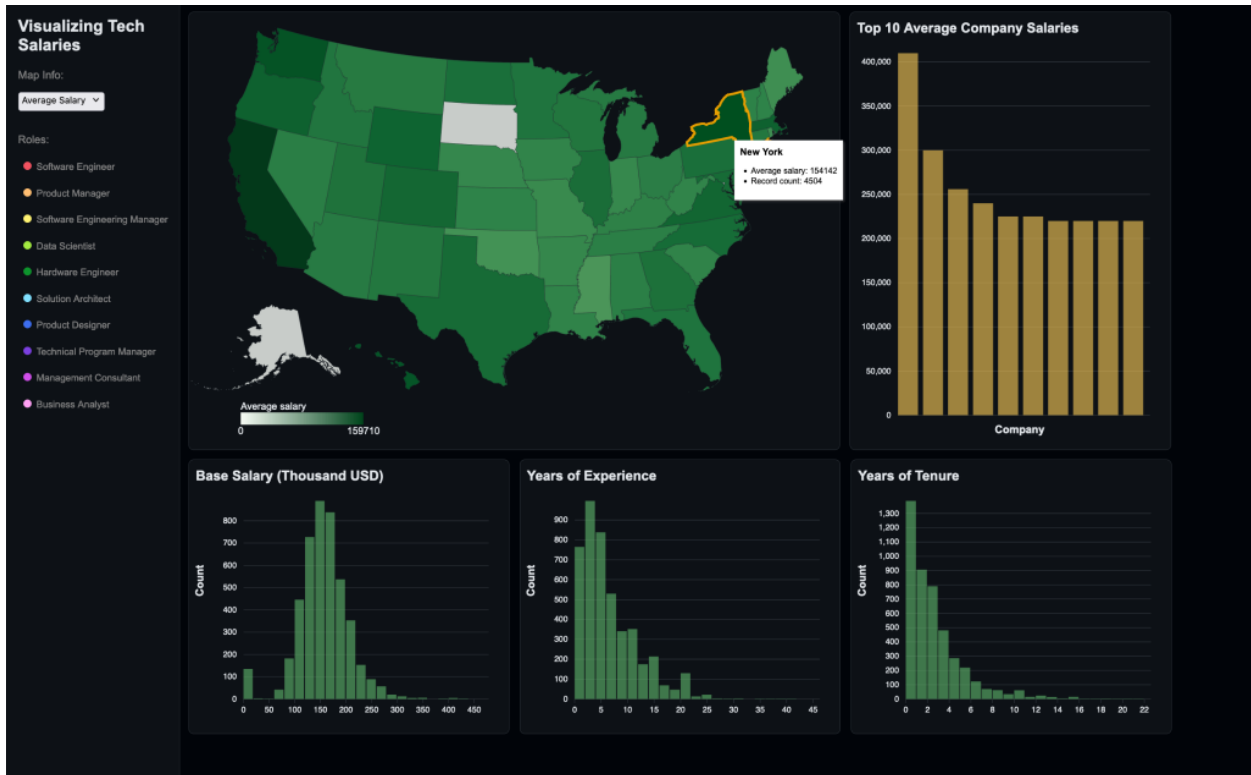 Visualizing Tech
Salaries
Map Info:
Average Salary
Roles:
Software Engineer
Product Manager
Software Engineering Manager
Data Scientist
Hardware Engineer
Solution Architect
Product Designer
Technical Program Manager
Management Consultant
Business Analyst
New York
• Average salary: 154142
• Record count: 4504
Average salary
0 159710
Top 10 Average Company Salaries
400,000
350,000
300,000
250,000
200,000
150,000
100,000
50,000
0
Company
Base Salary (Thousand USD)
Count
800
700
600
500
400
300
200
100
0
0 50 100 150 200 250 300 350 400 450
Years of Experience
Count
900
800
700
600
500
400
300
200
100
0
0 5 10 15 20 25 30 35 40 45
Years of Tenure
Count
1,300
1,200
1,100
1,000
900
800
700
600
500
400
300
200
100
0
0 2 4 6 8 10 12 14 16 18 20 22